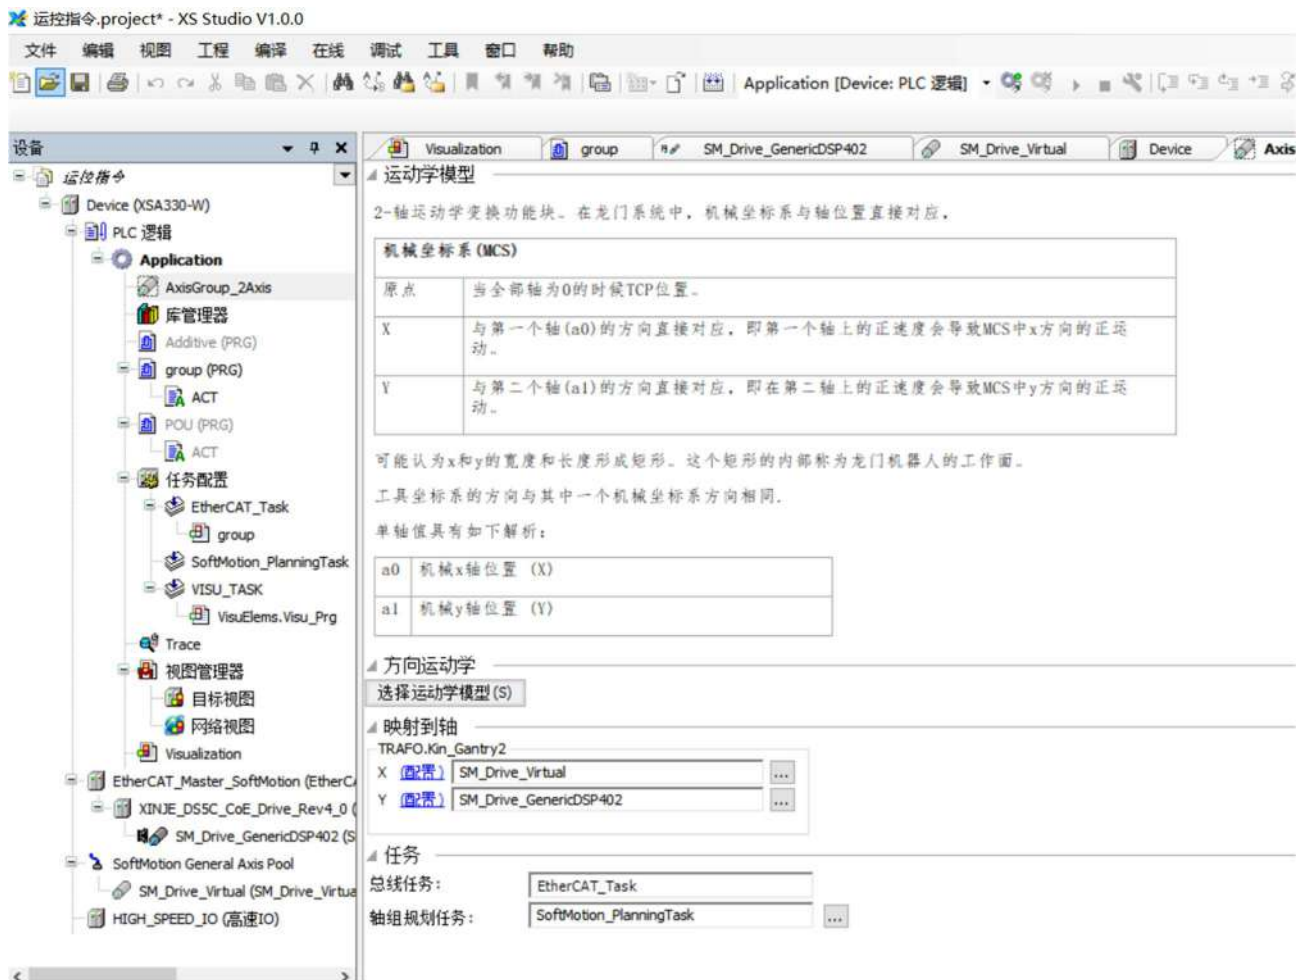 运控指令.project* - XS Studio V1.0.0
文件 编辑 视图 工程 编译 在线 调试 工具 窗口 帮助
Application [Device: PLC 逻辑]
设备
运控指令
Device (XSA330-W)
PLC 逻辑
Application
AxisGroup_2Axis
库管理器
Additive (PRG)
group (PRG)
ACT
POU (PRG)
ACT
任务配置
EtherCAT_Task
group
SoftMotion_PlanningTask
VISU_TASK
VisuElems.Visu_Prg
Trace
视图管理器
目标视图
网络视图
Visualization
EtherCAT_Master_SoftMotion (EtherCA
XINJE_DS5C_CoE_Drive_Rev4_0 (
SM_Drive_GenericDSP402 (S
SoftMotion General Axis Pool
SM_Drive_Virtual (SM_Drive_Virtua
HIGH_SPEED_IO (高速IO)
Visualization group SM_Drive_GenericDSP402 SM_Drive_Virtual Device Axis
运动学模型
2-轴运动学变换功能块。在龙门系统中，机械坐标系与轴位置直接对应，
机械坐标系(MCS)
原点 当全部轴为0的时候TCP位置。
X 与第一个轴(a0)的方向直接对应，即第一个轴上的正速度会导致MCS中x方向的正运
动。
Y 与第二个轴(a1)的方向直接对应，即在第二轴上的正速度会导致MCS中y方向的正运
动。
可能认为x和y的宽度和长度形成矩形。这个矩形的内部称为龙门机器人的工作面。
工具坐标系的方向与其中一个机械坐标系方向相同.
单轴值具有如下解析：
a0 机械x轴位置 (X)
a1 机械y轴位置 (Y)
方向运动学
选择运动学模型(S)
映射到轴
TRAFO.Kin_Gantry2
X (配置) SM_Drive_Virtual ...
Y (配置) SM_Drive_GenericDSP402 ...
任务
总线任务： EtherCAT_Task
轴组规划任务： SoftMotion_PlanningTask ...